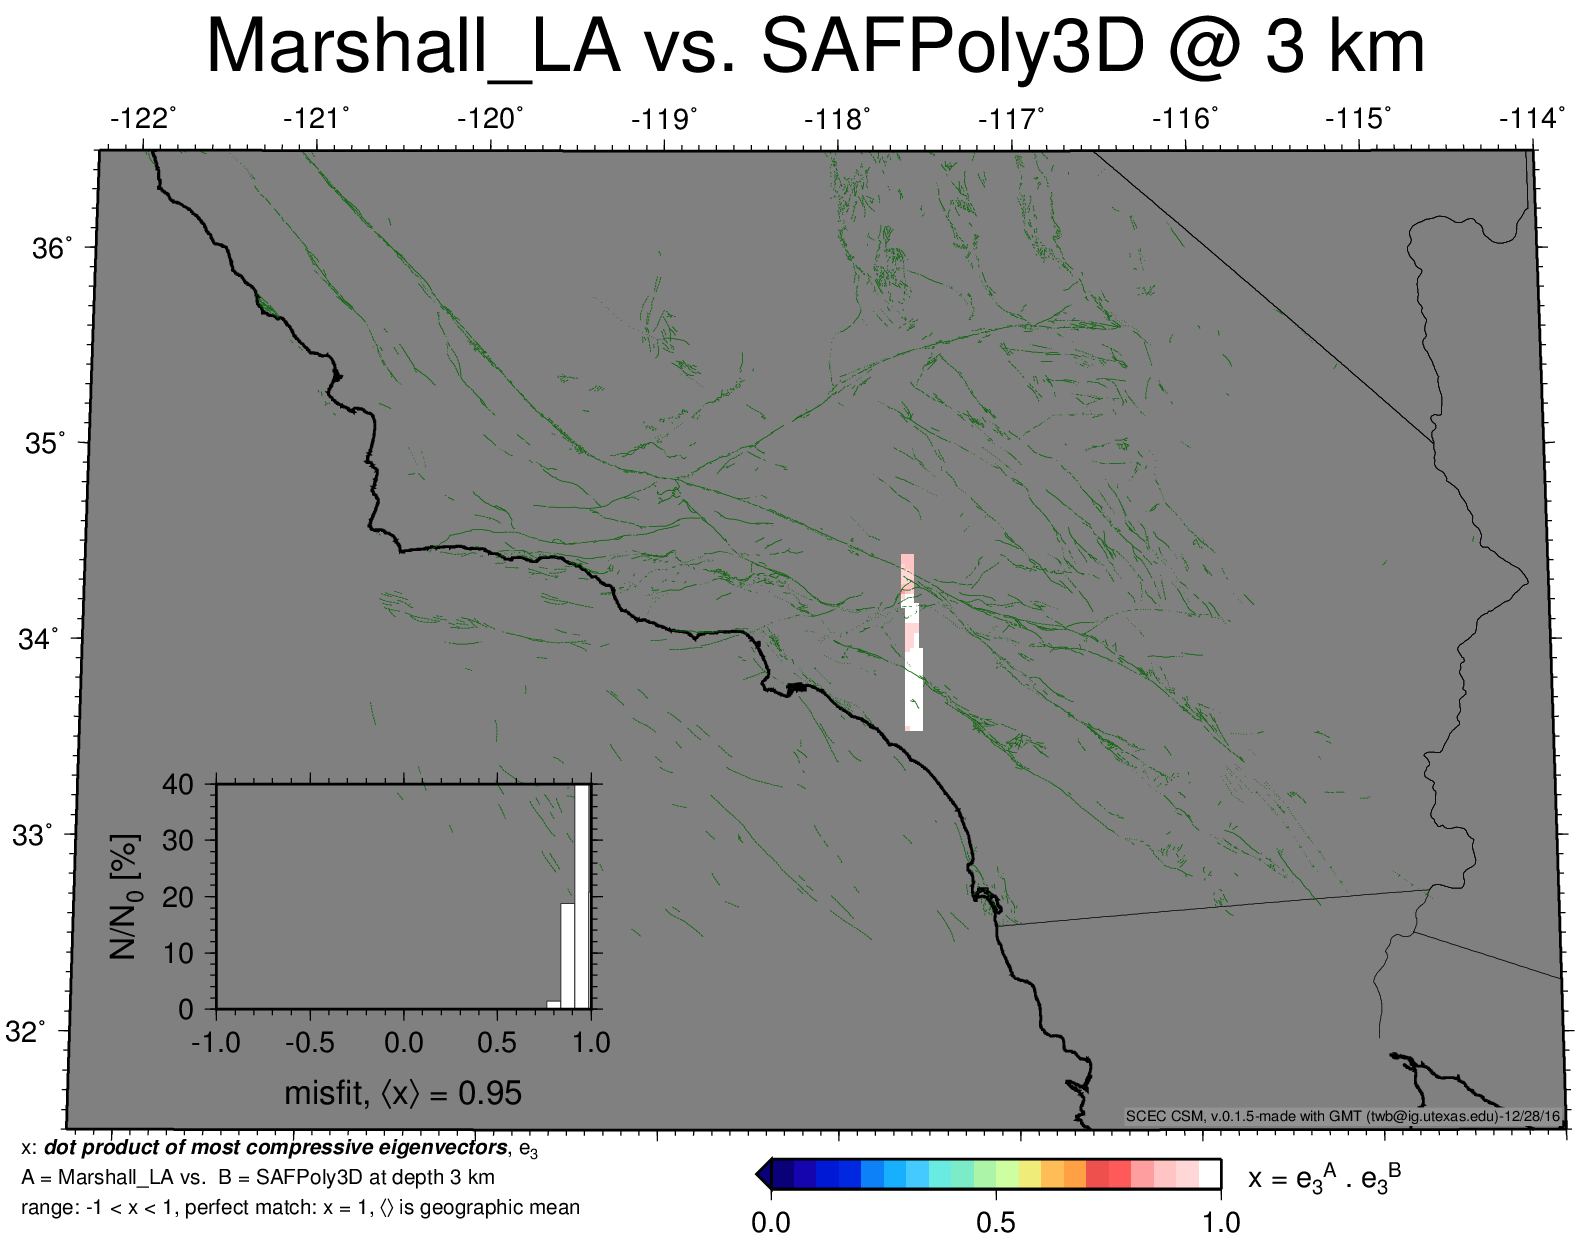 Marshall_LA vs. SAFPoly3D @ 3 km
-122° -121° -120° -119° -118° -117° -116° -115° -114°
36°
35°
34°
33°
32°
40
30
20
10
0
N/N0 [%]
-1.0 -0.5 0.0 0.5 1.0
misfit, ⟨x⟩ = 0.95
SCEC CSM, v.0.1.5-made with GMT (twb@ig.utexas.edu)-12/28/16
x: dot product of most compressive eigenvectors, e3
A = Marshall_LA vs. B = SAFPoly3D at depth 3 km
range: -1 < x < 1, perfect match: x = 1, ⟨⟩ is geographic mean
x = e3A . e3B
0.0 0.5 1.0